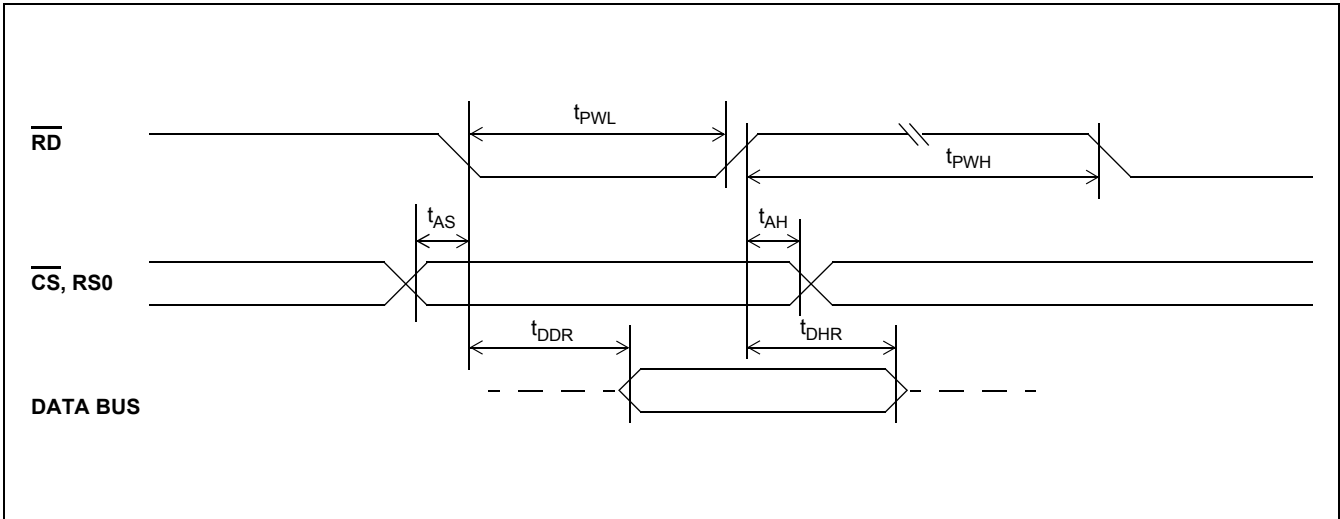 RD
tPWL
tPWH
tAS
tAH
CS, RS0
tDDR
tDHR
DATA BUS